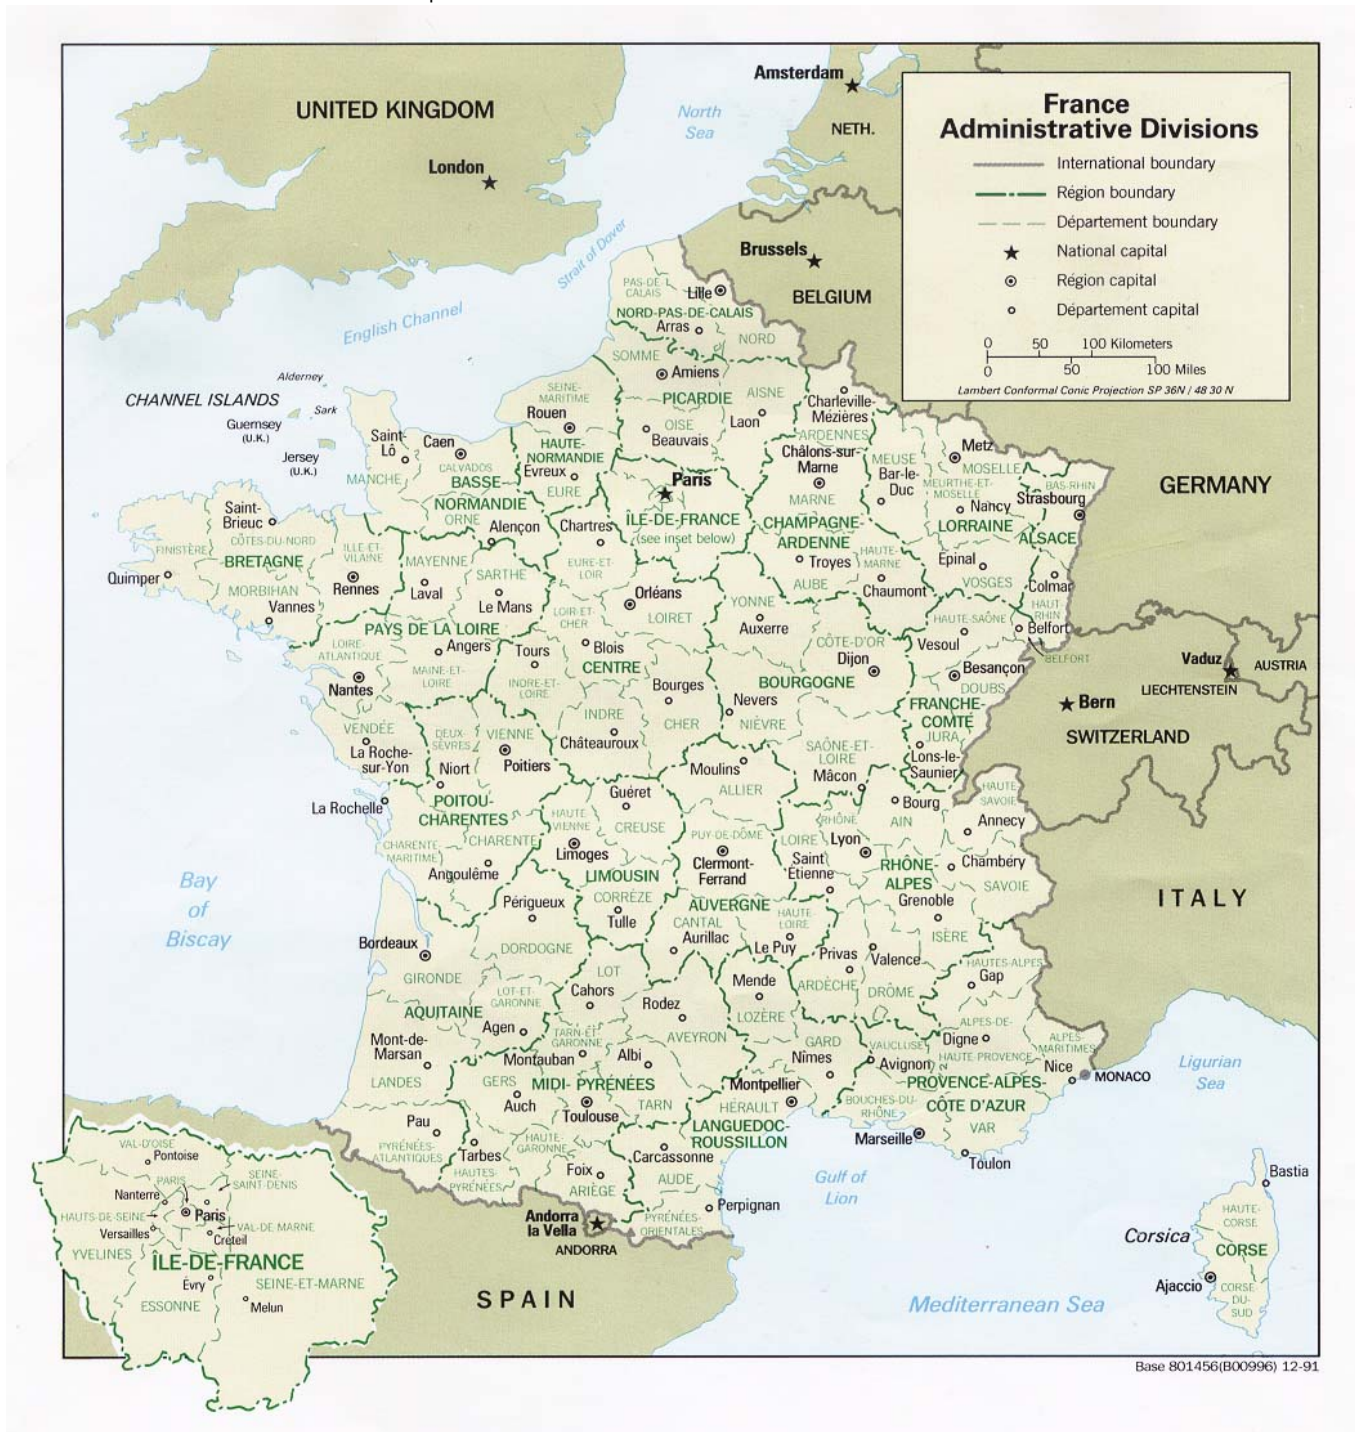 Amsterdam
NETH.
UNITED KINGDOM
London
North
Sea
France
Administrative Divisions
International boundary
Région boundary
Département boundary
National capital
Région capital
Département capital
0 50 100 Kilometers
0 50 100 Miles
Lambert Conformal Conic Projection SP 36N / 48 30 N
Strait of Dover
Brussels
BELGIUM
English Channel
PAS-DE-
CALAIS
Lille
NORD-PAS-DE-CALAIS
Arras
NORD
SOMME
Amiens
PICARDIE
AISNE
OISE
Beauvais
Laon
CHANNEL ISLANDS
Alderney
Sark
Guernsey
(U.K.)
Jersey
(U.K.)
SEINE-
MARITIME
Rouen
HAUTE-
NORMANDIE
Evreux
EURE
Saint-
Lô
Caen
MANCHE
CALVADOS
BASSE-
NORMANDIE
ORNE
Alençon
Charleville-
Mézières
ARDENNES
Châlons-sur-
Marne
MARNE
CHAMPAGNE-
ARDENNE
Troyes
AUBE
HAUTE-
MARNE
Chaumont
MEUSE
Bar-le-
Duc
Metz
MOSELLE
MEURTHE-ET-
MOSELLE
Nancy
LORRAINE
Epinal
VOSGES
BAS-RHIN
Strasbourg
ALSACE
Colmar
HAUT-
RHIN
GERMANY
Paris
ÎLE-DE-FRANCE
(see inset below)
Saint-
Brieuc
CÔTES-DU-NORD
FINISTÈRE
BRETAGNE
Quimper
MORBIHAN
Vannes
ILLE-ET-
VILAINE
Rennes
MAYENNE
Laval
SARTHE
Le Mans
PAYS DE LA LOIRE
LOIRE-
ATLANTIQUE
Nantes
Angers
MAINE-ET-
LOIRE
VENDÉE
La Roche-
sur-Yon
Chartres
EURE-ET-
LOIR
Orléans
LOIRET
LOIR-ET-
CHER
Blois
Tours
CENTRE
INDRE-ET-
LOIRE
Bourges
INDRE
CHER
Châteauroux
YONNE
Auxerre
CÔTE-D'OR
Dijon
BOURGOGNE
Nevers
NIÈVRE
SAÔNE-ET-
LOIRE
Mâcon
HAUTE-SAÔNE
Vesoul
Belfort
BELFORT
Besançon
DOUBS
FRANCHE-
COMTÉ
JURA
Lons-le-
Saunier
Vaduz
AUSTRIA
LIECHTENSTEIN
Bern
SWITZERLAND
DEUX-
SÈVRES
VIENNE
Niort
Poitiers
La Rochelle
POITOU-
CHARENTES
CHARENTE
MARITIME
CHARENTE
Angoulême
Guéret
HAUTE
VIENNE
CREUSE
Limoges
LIMOUSIN
CORRÈZE
Tulle
Moulins
ALLIER
PUY-DE-DÔME
Clermont-
Ferrand
AUVERGNE
CANTAL
Aurillac
HAUTE
LOIRE
Le Puy
RHÔNE
LOIRE
Lyon
Saint
Étienne
Bourg
AIN
HAUTE
SAVOIE
Annecy
Chambéry
RHÔNE-
ALPES
SAVOIE
Grenoble
ISÈRE
Privas
Valence
ARDÈCHE
DRÔME
ITALY
Bay
of
Biscay
Périgueux
DORDOGNE
Bordeaux
GIRONDE
AQUITAINE
LOT-ET-
GARONNE
Agen
Mont-de-
Marsan
LANDES
Pau
PYRÉNÉES-
ATLANTIQUES
LOT
Cahors
Rodez
AVEYRON
TARN-ET-
GARONNE
Montauban
Albi
GERS
Auch
MIDI-PYRÉNÉES
Toulouse
TARN
Tarbes
HAUTES-
PYRÉNÉES
HAUTE-
GARONNE
Foix
ARIÈGE
Mende
LOZÈRE
GARD
Nîmes
Montpellier
HÉRAULT
LANGUEDOC-
ROUSSILLON
Carcassonne
AUDE
Perpignan
PYRÉNÉES-
ORIENTALES
HAUTES-ALPES
Gap
ALPES-DE-
Digne
HAUTE PROVENCE
VAUCLUSE
Avignon
ALPES-
MARITIMES
Nice
MONACO
PROVENCE-ALPES-
CÔTE D'AZUR
BOUCHES-DU-
RHÔNE
VAR
Marseille
Toulon
Ligurian
Sea
Gulf of
Lion
Andorra
la Vella
ANDORRA
SPAIN
Mediterranean Sea
Bastia
HAUTE-
CORSE
Corsica
CORSE
Ajaccio
CORSE-
DU-
SUD
VAL-D'OISE
Pontoise
PARIS
SEINE-
SAINT-DENIS
Nanterre
HAUTS-DE-SEINE
Paris
VAL-DE MARNE
Versailles
Créteil
YVELINES
ÎLE-DE-FRANCE
Évry
SEINE-ET-MARNE
ESSONNE
Melun
Base 801456(B00996) 12-91